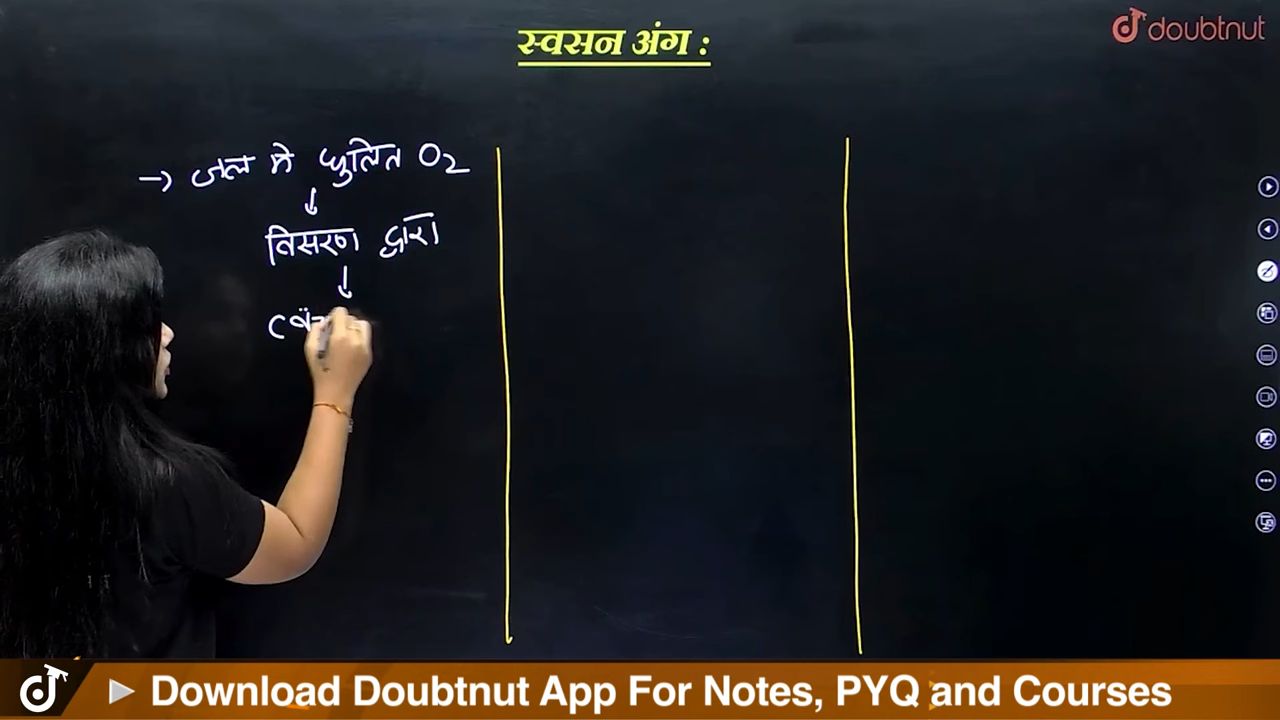 स्वसन अंग :
doubtnut
→ जल मे घुलित O2
↓
विसरण द्वारा
↓
Download Doubtnut App For Notes, PYQ and Courses